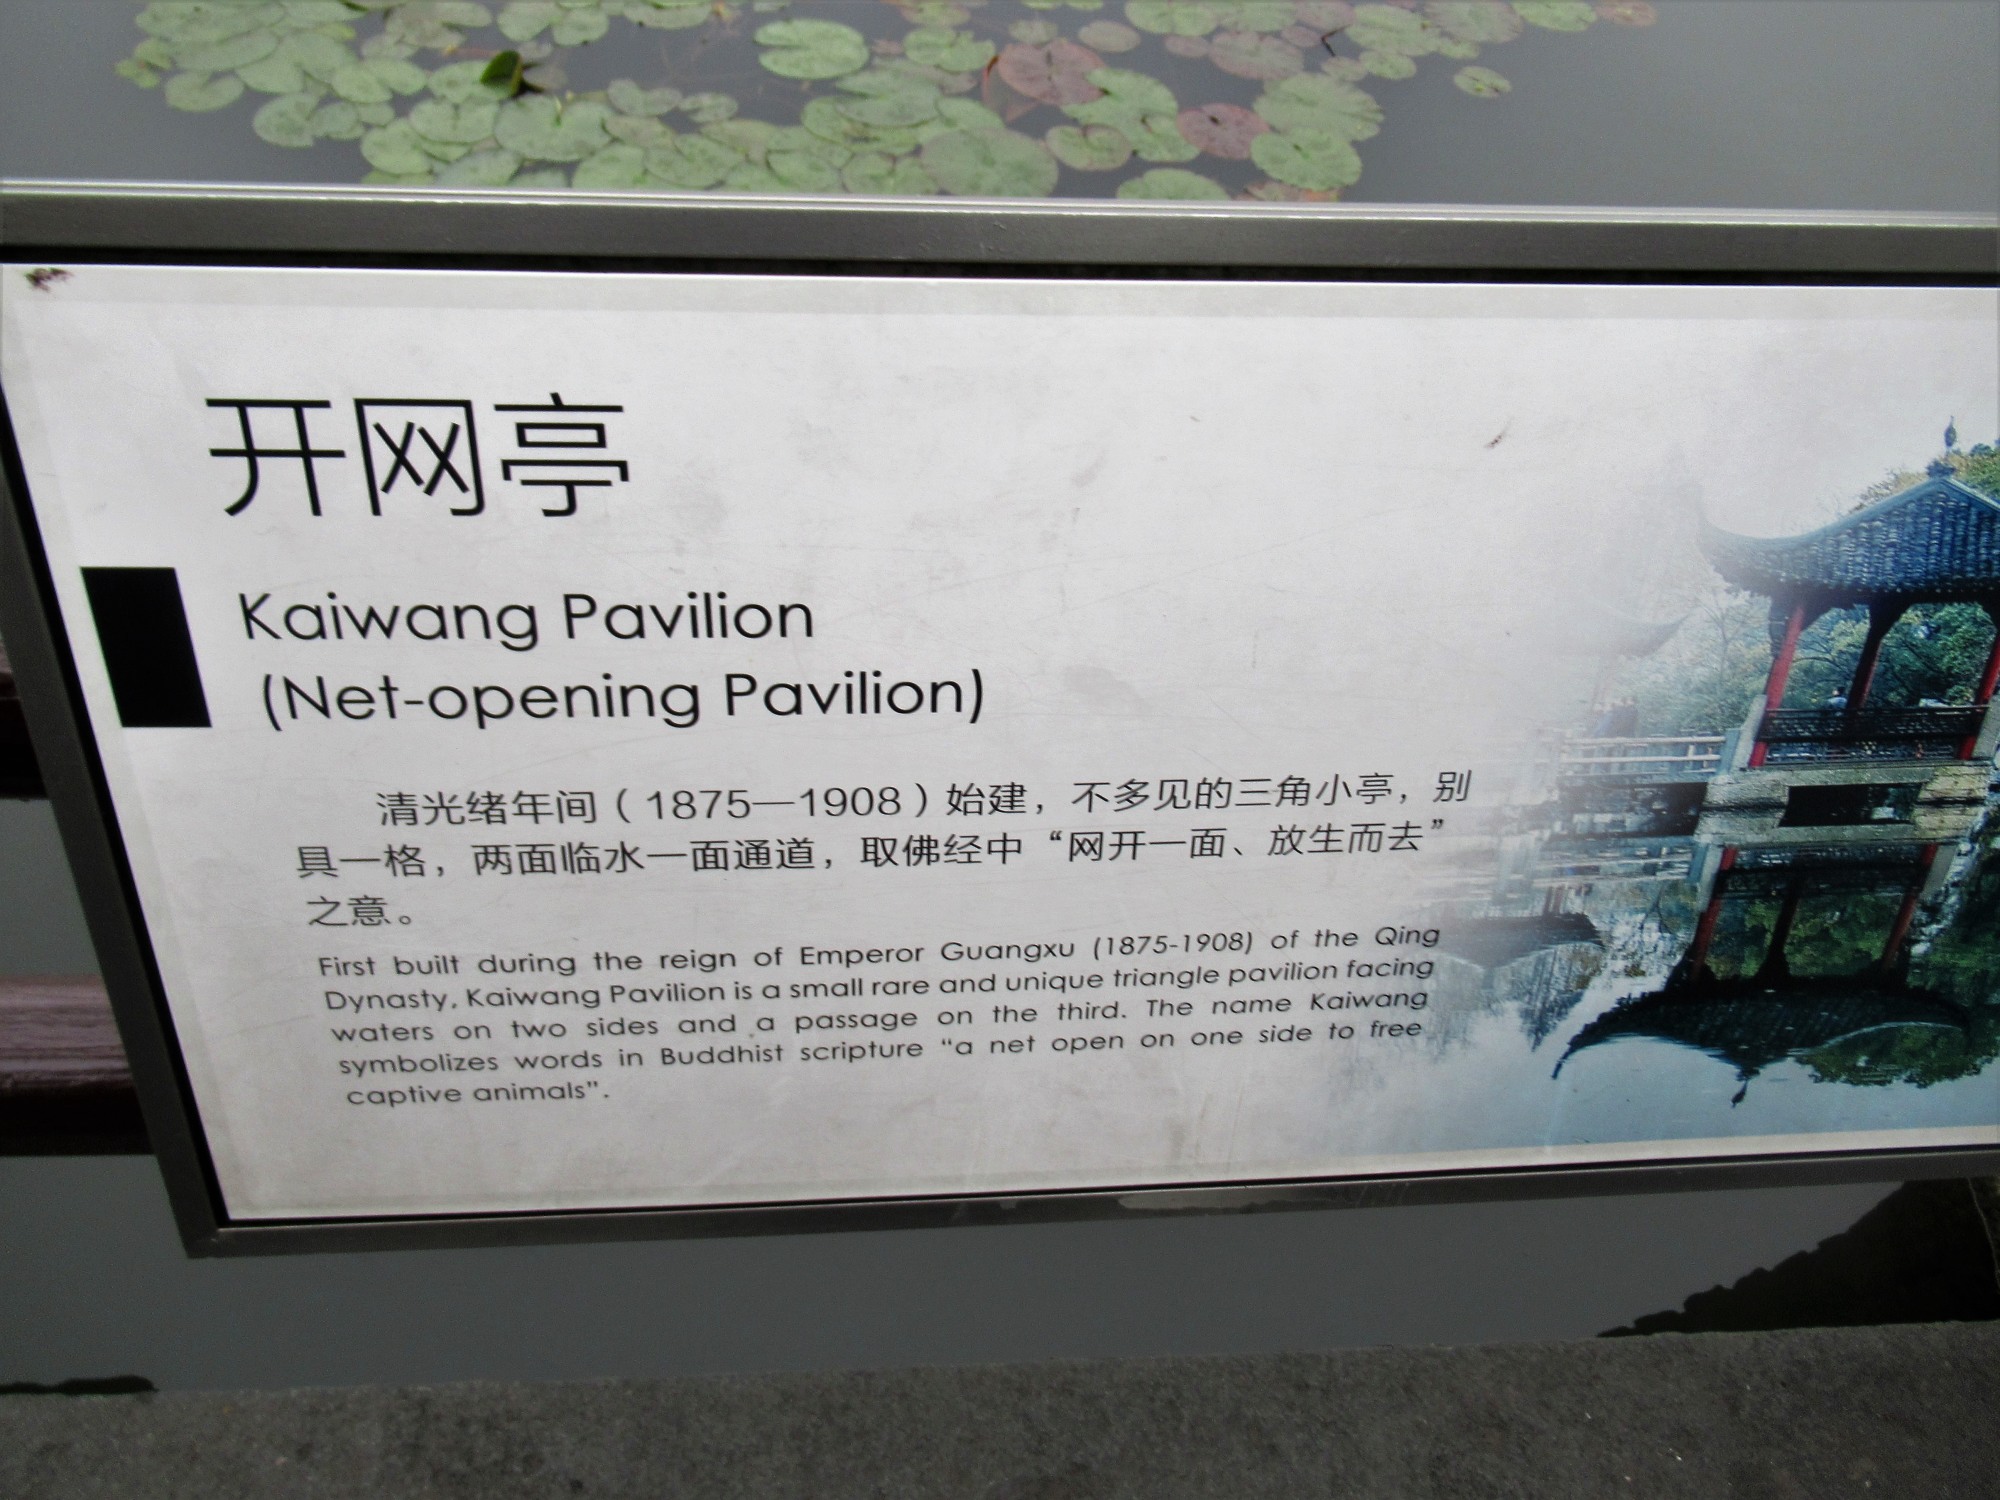 开网亭
Kaiwang Pavilion
(Net-opening Pavilion)
清光绪年间（1875—1908）始建，不多见的三角小亭，别
具一格，两面临水一面通道，取佛经中“网开一面、放生而去”
之意。
First built during the reign of Emperor Guangxu (1875-1908) of the Qing
Dynasty, Kaiwang Pavilion is a small rare and unique triangle pavilion facing
waters on two sides and a passage on the third. The name Kaiwang
symbolizes words in Buddhist scripture “a net open on one side to free
captive animals”.